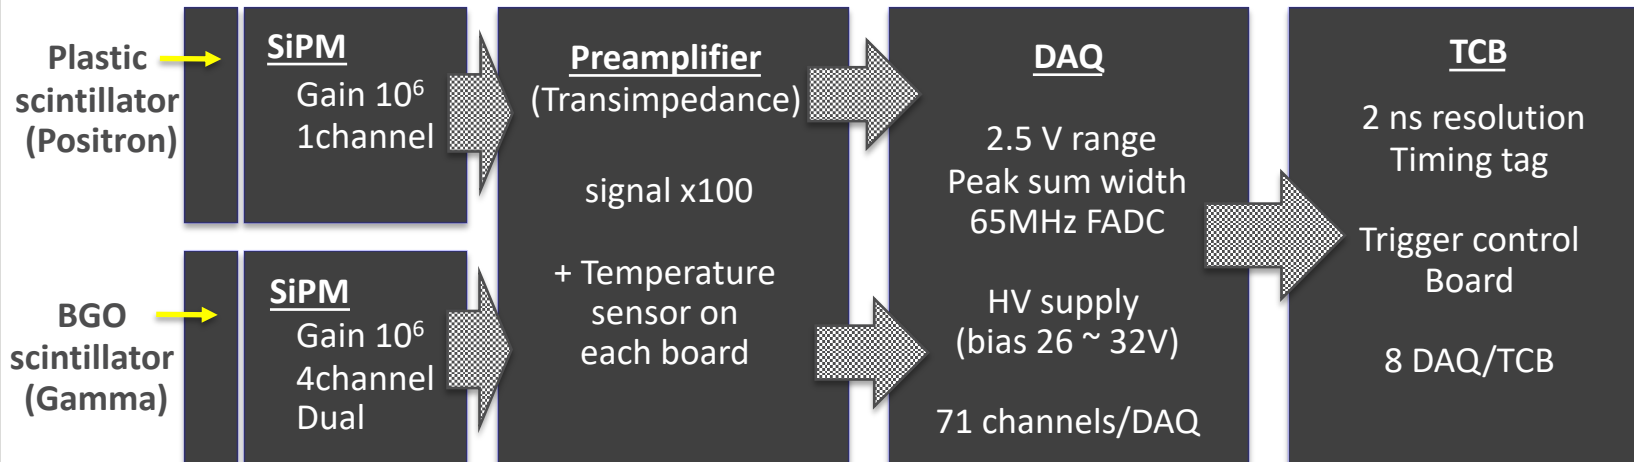 Plastic
scintillator
(Positron)
SiPM
Gain 10⁶
1channel
BGO
scintillator
(Gamma)
SiPM
Gain 10⁶
4channel
Dual
Preamplifier
(Transimpedance)
signal x100
+ Temperature
sensor on
each board
DAQ
2.5 V range
Peak sum width
65MHz FADC
HV supply
(bias 26 ~ 32V)
71 channels/DAQ
TCB
2 ns resolution
Timing tag
Trigger control
Board
8 DAQ/TCB